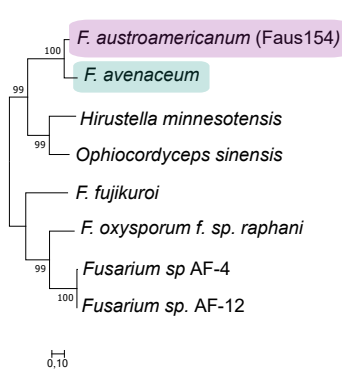 F. austroamericanum (Faus154)
100
F. avenaceum
99
Hirustella minnesotensis
99
Ophiocordyceps sinensis
F. fujikuroi
F. oxysporum f. sp. raphani
99
Fusarium sp AF-4
100
Fusarium sp. AF-12
0,10